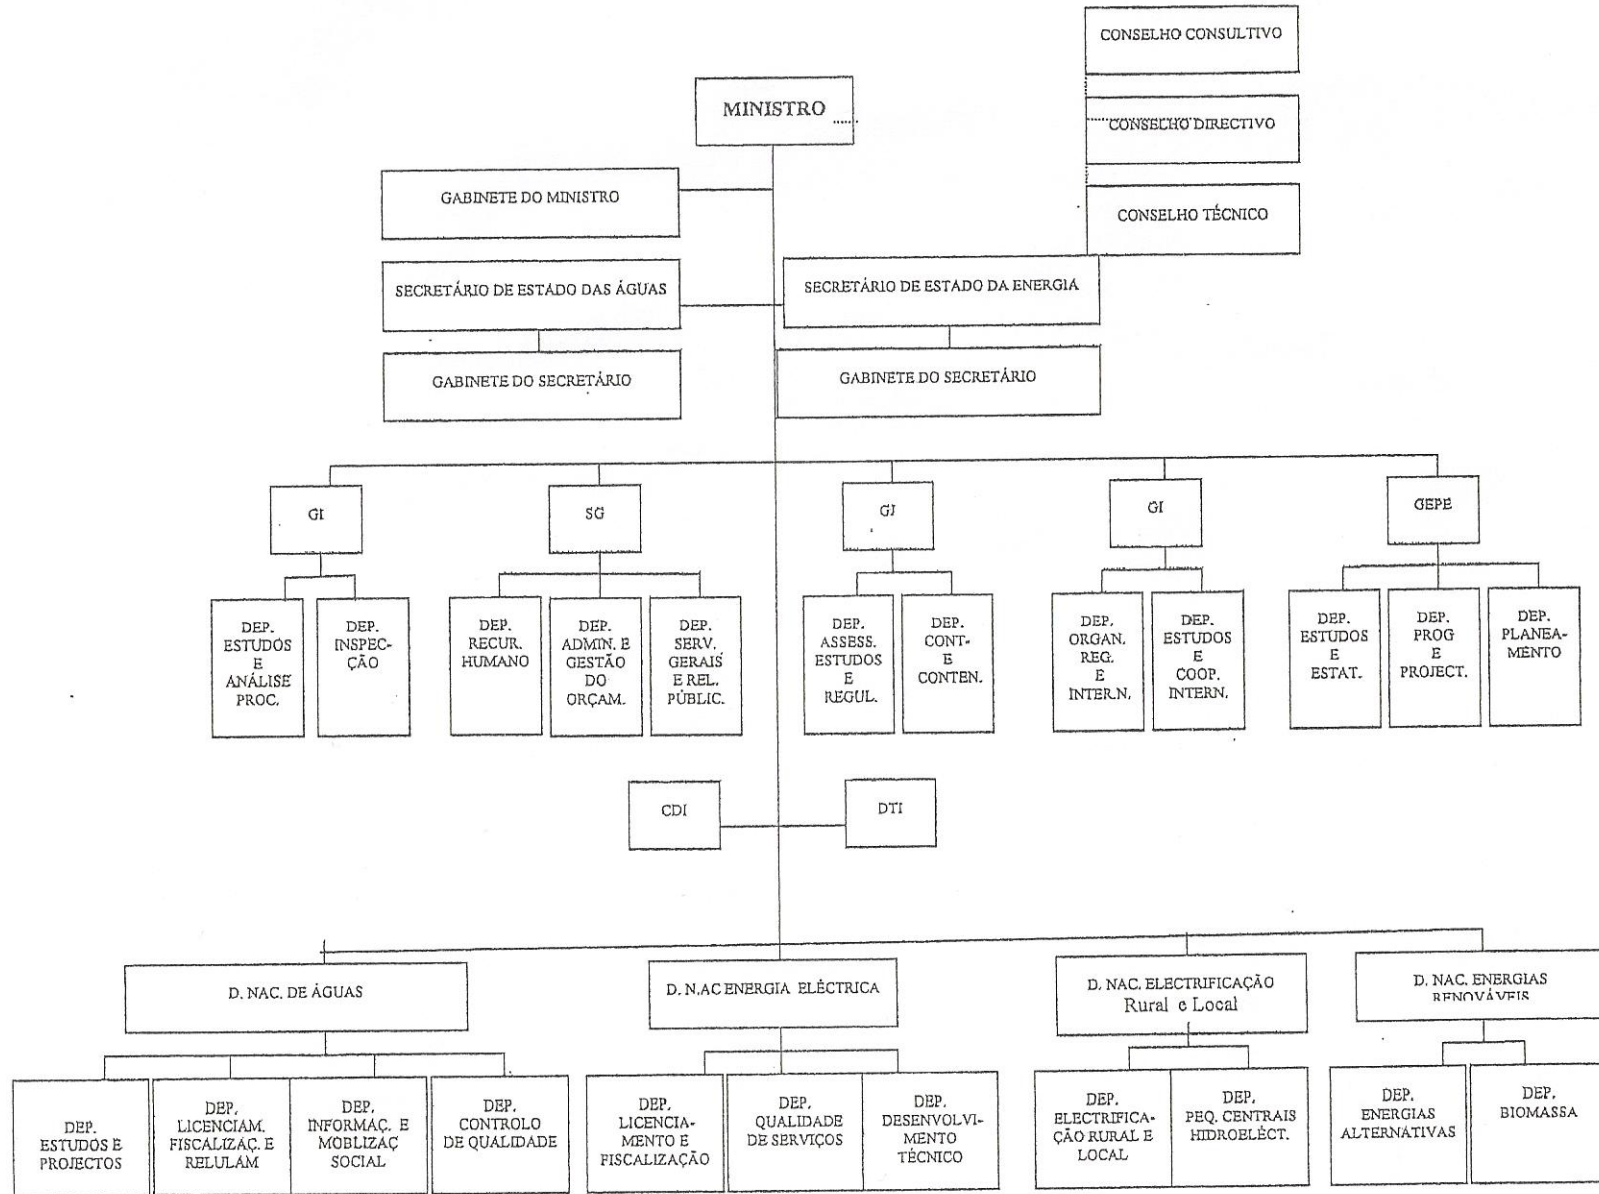 CONSELHO CONSULTIVO
MINISTRO
CONSELHO DIRECTIVO
GABINETE DO MINISTRO
CONSELHO TÉCNICO
SECRETÁRIO DE ESTADO DAS ÁGUAS
SECRETÁRIO DE ESTADO DA ENERGIA
GABINETE DO SECRETÁRIO
GABINETE DO SECRETÁRIO
GI
SG
GJ
GI
GEPE
DEP.
ESTUDOS
E
ANÁLISE
PROC.
DEP.
INSPEC-
ÇÃO
DEP.
RECUR.
HUMANO
DEP.
ADMIN. E
GESTÃO
DO
ORÇAM.
DEP.
SERV.
GERAIS
E REL.
PÚBLIC.
DEP.
ASSESS.
ESTUDOS
E
REGUL.
DEP.
CONT-
E
CONTEN.
DEP.
ORGAN.
REG.
E
INTER.N.
DEP.
ESTUDOS
E
COOP.
INTERN.
DEP.
ESTUDOS
E
ESTAT.
DEP.
PROG
E
PROJECT.
DEP.
PLANEA-
MENTO
CDI
DTI
D. NAC. DE ÁGUAS
D. N.AC ENERGIA ELÉCTRICA
D. NAC. ELECTRIFICAÇÃO
Rural e Local
D. NAC. ENERGIAS
RENOVÁVEIS
DEP.
ESTUDOS E
PROJECTOS
DEP.
LICENCIAM.
FISCALIZAÇ. E
RELULAM
DEP.
INFORMAÇ. E
MOBLIZAÇ
SOCIAL
DEP.
CONTROLO
DE QUALIDADE
DEP.
LICENCIA-
MENTO E
FISCALIZAÇÃO
DEP.
QUALIDADE
DE SERVIÇOS
DEP.
DESENVOLVI-
MENTO
TÉCNICO
DEP.
ELECTRIFICA-
ÇÃO RURAL E
LOCAL
DEP.
PEQ. CENTRAIS
HIDROELÉCT.
DEP.
ENERGIAS
ALTERNATIVAS
DEP.
BIOMASSA